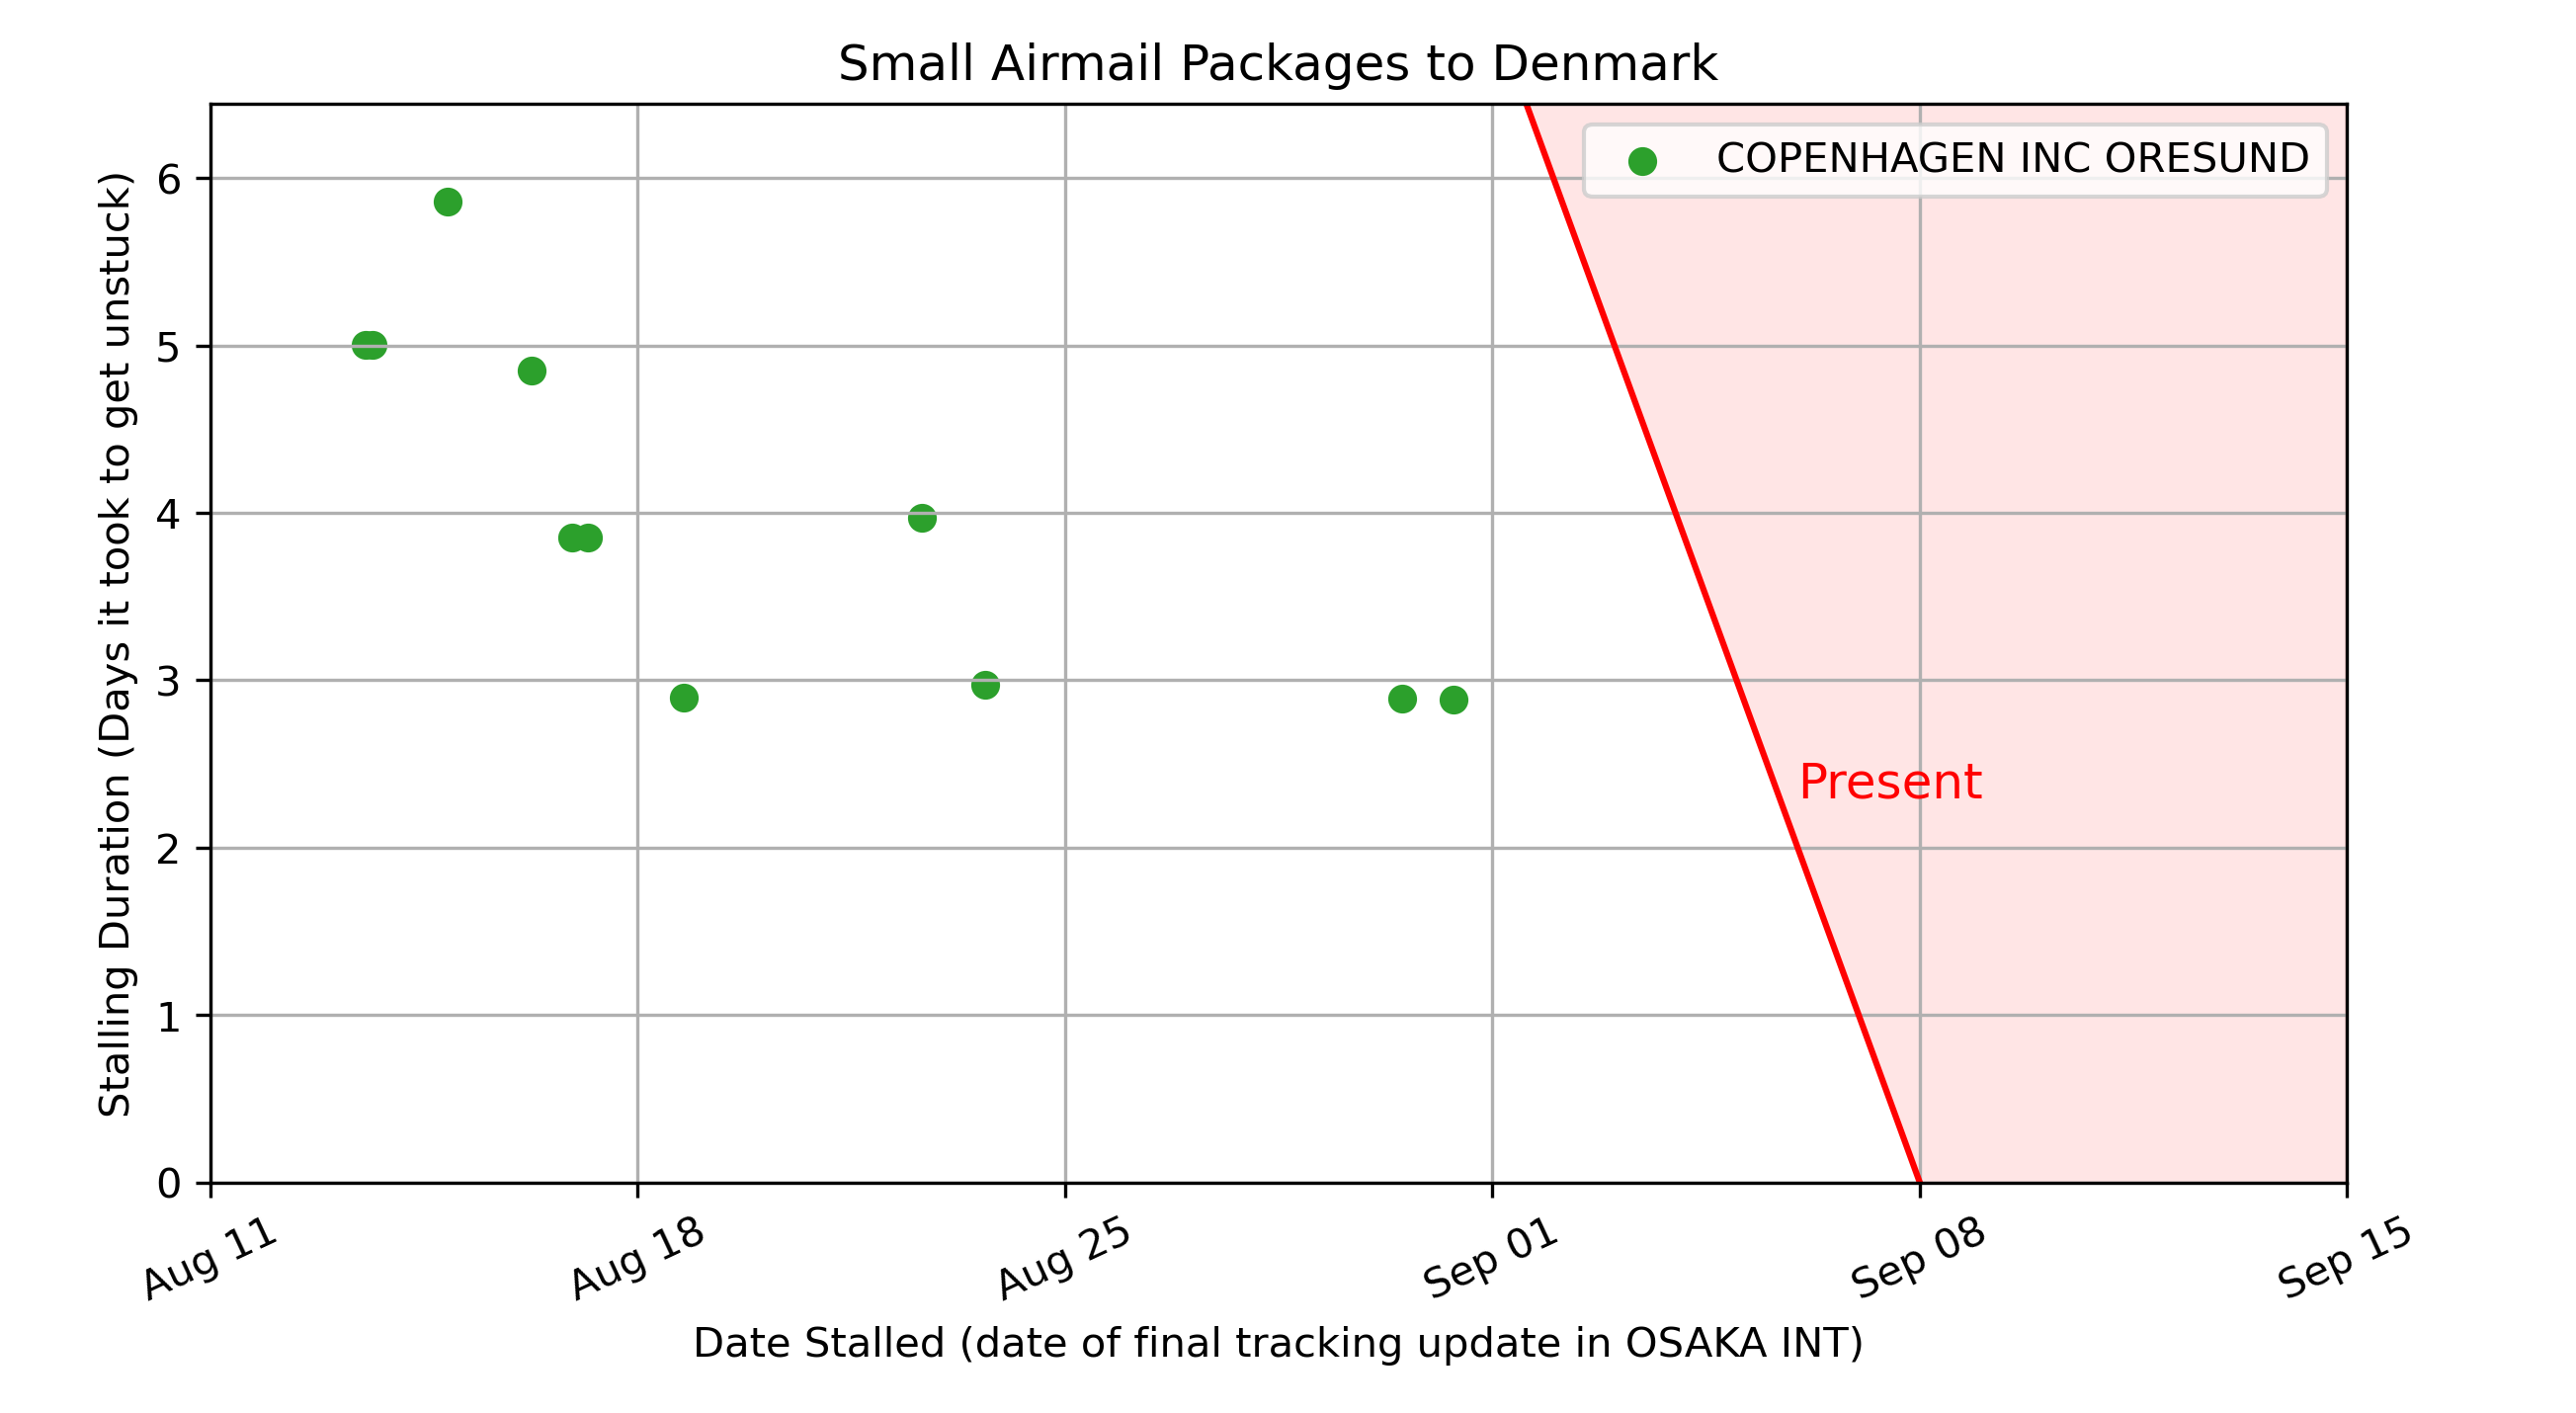 Small Airmail Packages to Denmark
COPENHAGEN INC ORESUND
Stalling Duration (Days it took to get unstuck)
6
5
4
3
2
1
0
Present
Aug 11
Aug 18
Aug 25
Sep 01
Sep 08
Sep 15
Date Stalled (date of final tracking update in OSAKA INT)